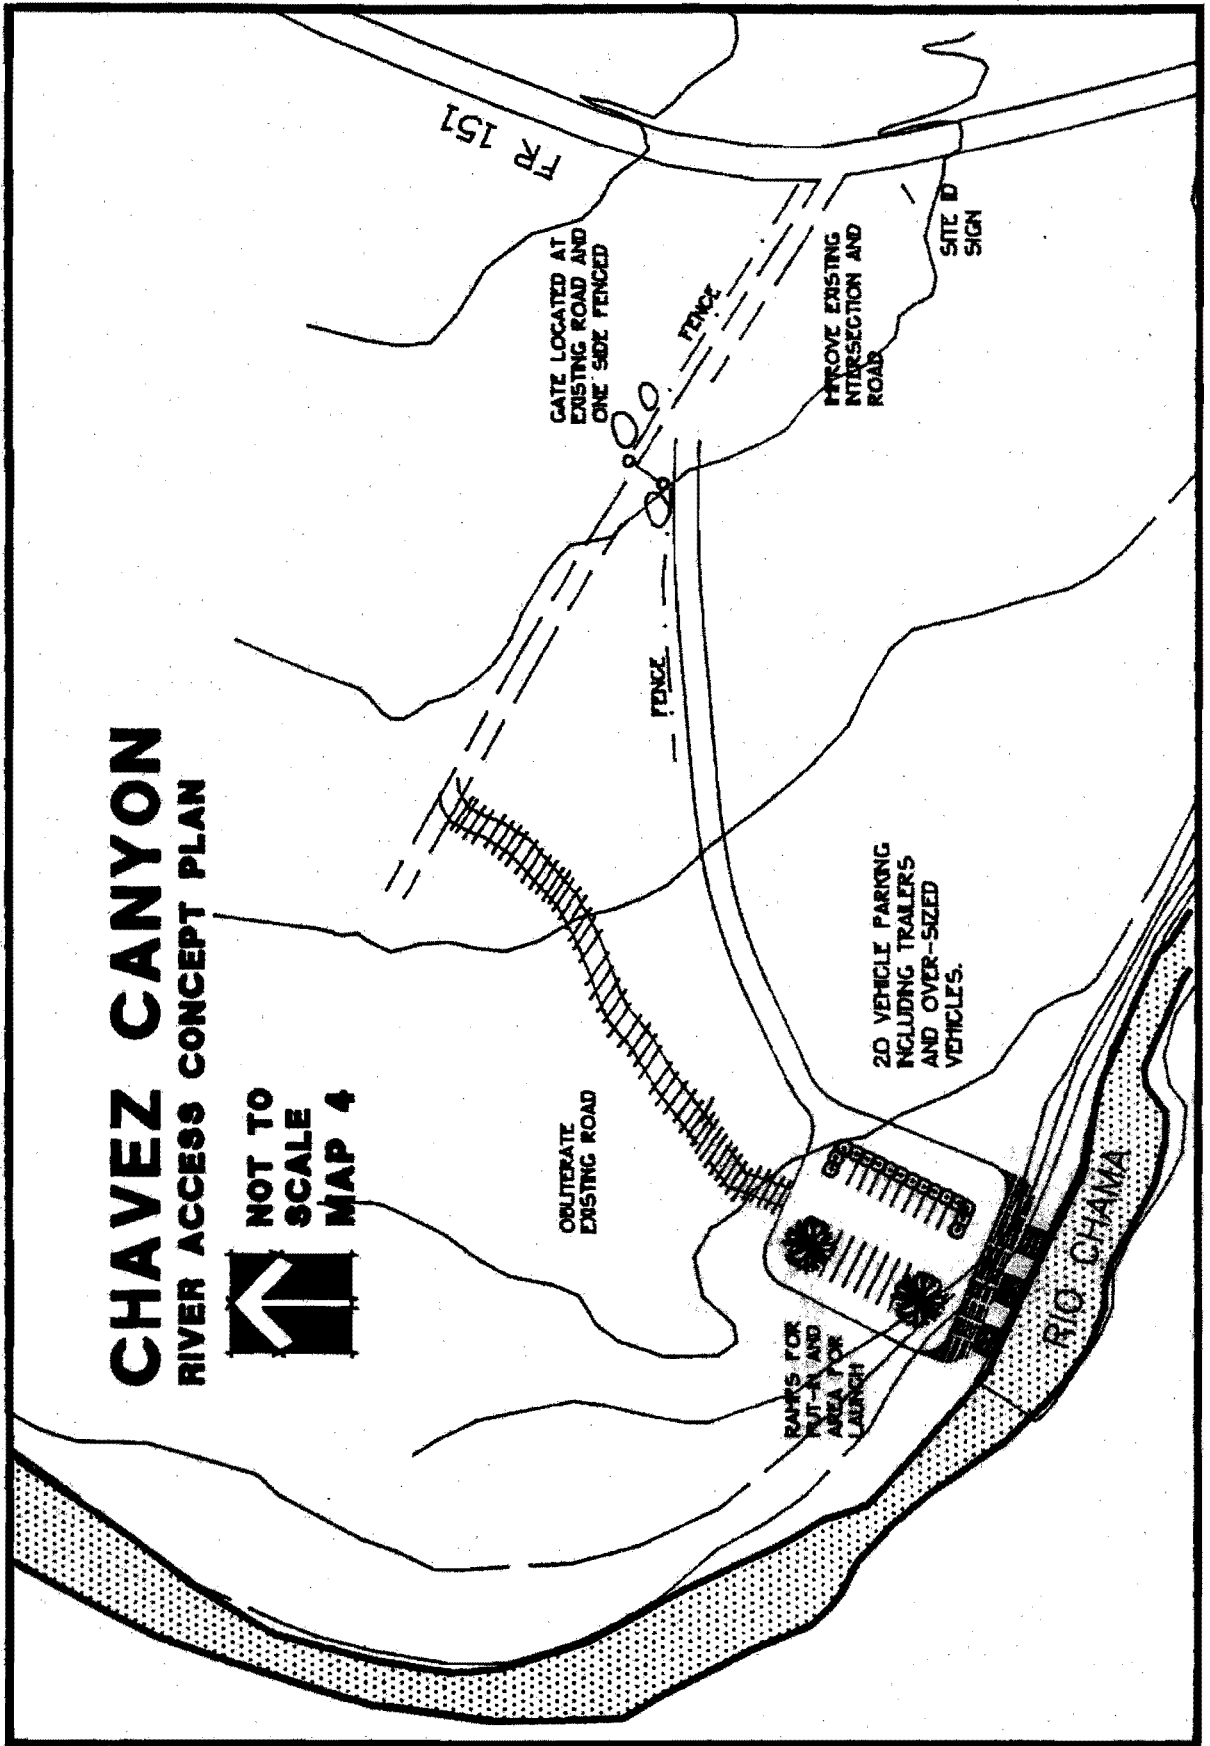 CHAVEZ CANYON
RIVER ACCESS CONCEPT PLAN
NOT TO
SCALE
MAP 4
FR 151
GATE LOCATED AT
EXISTING ROAD AND
ONE SIDE FENCED
FENCE
IMPROVE EXISTING
INTERSECTION AND
ROAD
SITE ID
SIGN
FENCE
OBLITERATE
EXISTING ROAD
20 VEHICLE PARKING
INCLUDING TRAILERS
AND OVER-SIZED
VEHICLES.
RAMPS FOR
PUT-IN AND
AREA FOR
LAUNCH
RIO CHAMA